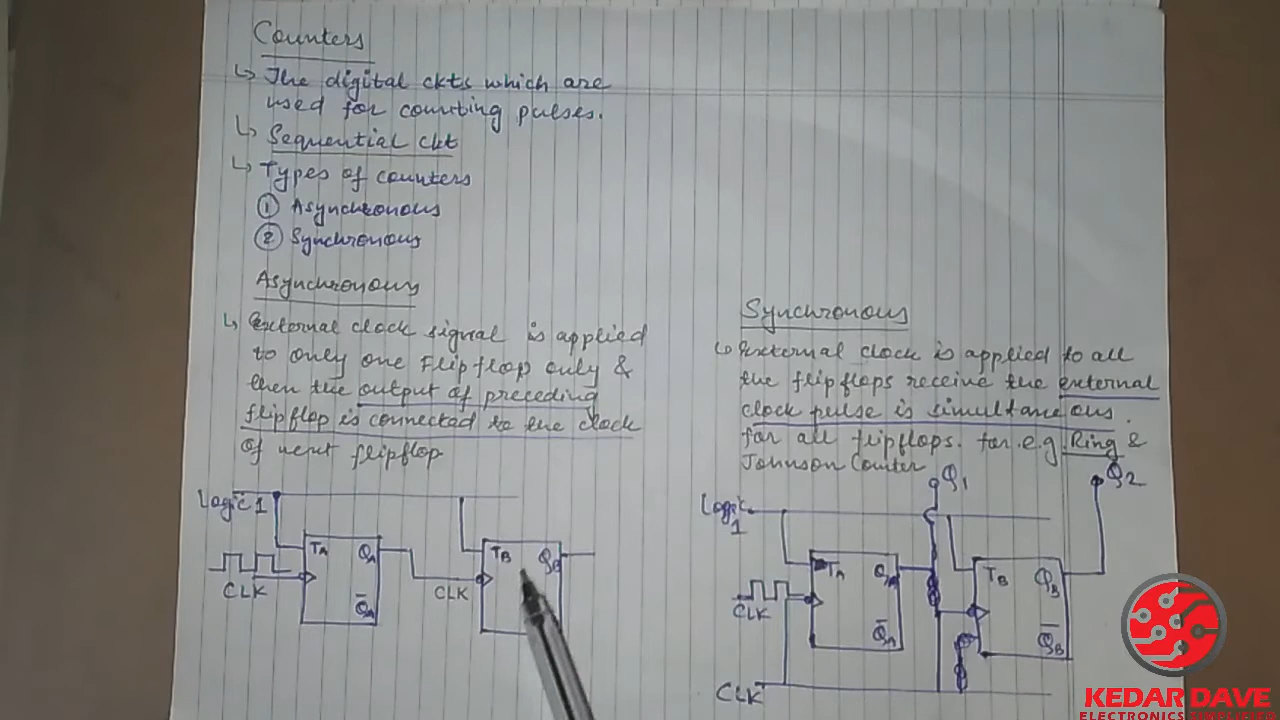 Counters
↳ The digital ckts which are
used for counting pulses.
↳ Sequential ckt
↳ Types of counters
① Asynchronous
② Synchronous
Asynchronous
↳ External clock signal is applied
to only one Flipflop only &
then the output of preceding
flipflop is connected to the clock
of next flipflop
Logic 1
TA QA
Q̅A
CLK
TB QB
CLK
Synchronous
↳ External clock is applied to all
the flipflops receive the external
clock pulse is simultaneous.
for all flipflops. for e.g. Ring &
Johnson Counter
Q1
Q2
Logic
1
TA QA
Q̅A
CLK
TB QB
Q̅B
CLK
KEDAR DAVE
ELECTRONICS SIMPLIFIED